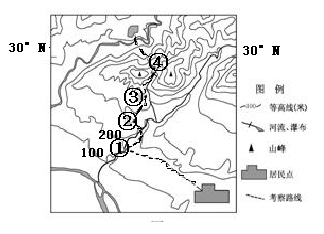 30° N
30° N
④
③
②
200
①
100
图 例
300 等高线(米)
河流、瀑布
山峰
居民点
考察路线